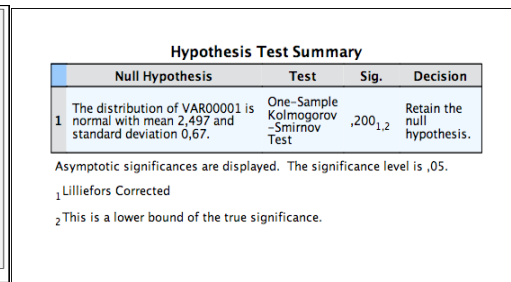 Hypothesis Test Summary
Null Hypothesis Test Sig. Decision
1 The distribution of VAR00001 is normal with mean 2,497 and standard deviation 0,67. One-Sample Kolmogorov-Smirnov Test ,200 1,2 Retain the null hypothesis.
Asymptotic significances are displayed. The significance level is ,05.
1 Lilliefors Corrected
2 This is a lower bound of the true significance.